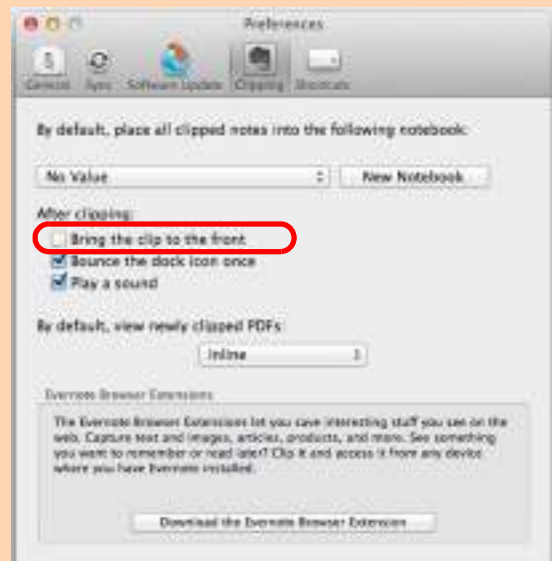 Preferences
General Sync Software Update Clipping Shortcuts
By default, place all clipped notes into the following notebook:
No Value New Notebook
After clipping:
Bring the clip to the front
Bounce the dock icon once
Play a sound
By default, view newly clipped PDFs:
Inline
Evernote Browser Extensions
The Evernote Browser Extensions let you save interesting stuff you see on the
web. Capture text and images, articles, products, and more. See something
you want to remember or read later? Clip it and access it from any device
where you have Evernote installed.
Download the Evernote Browser Extension